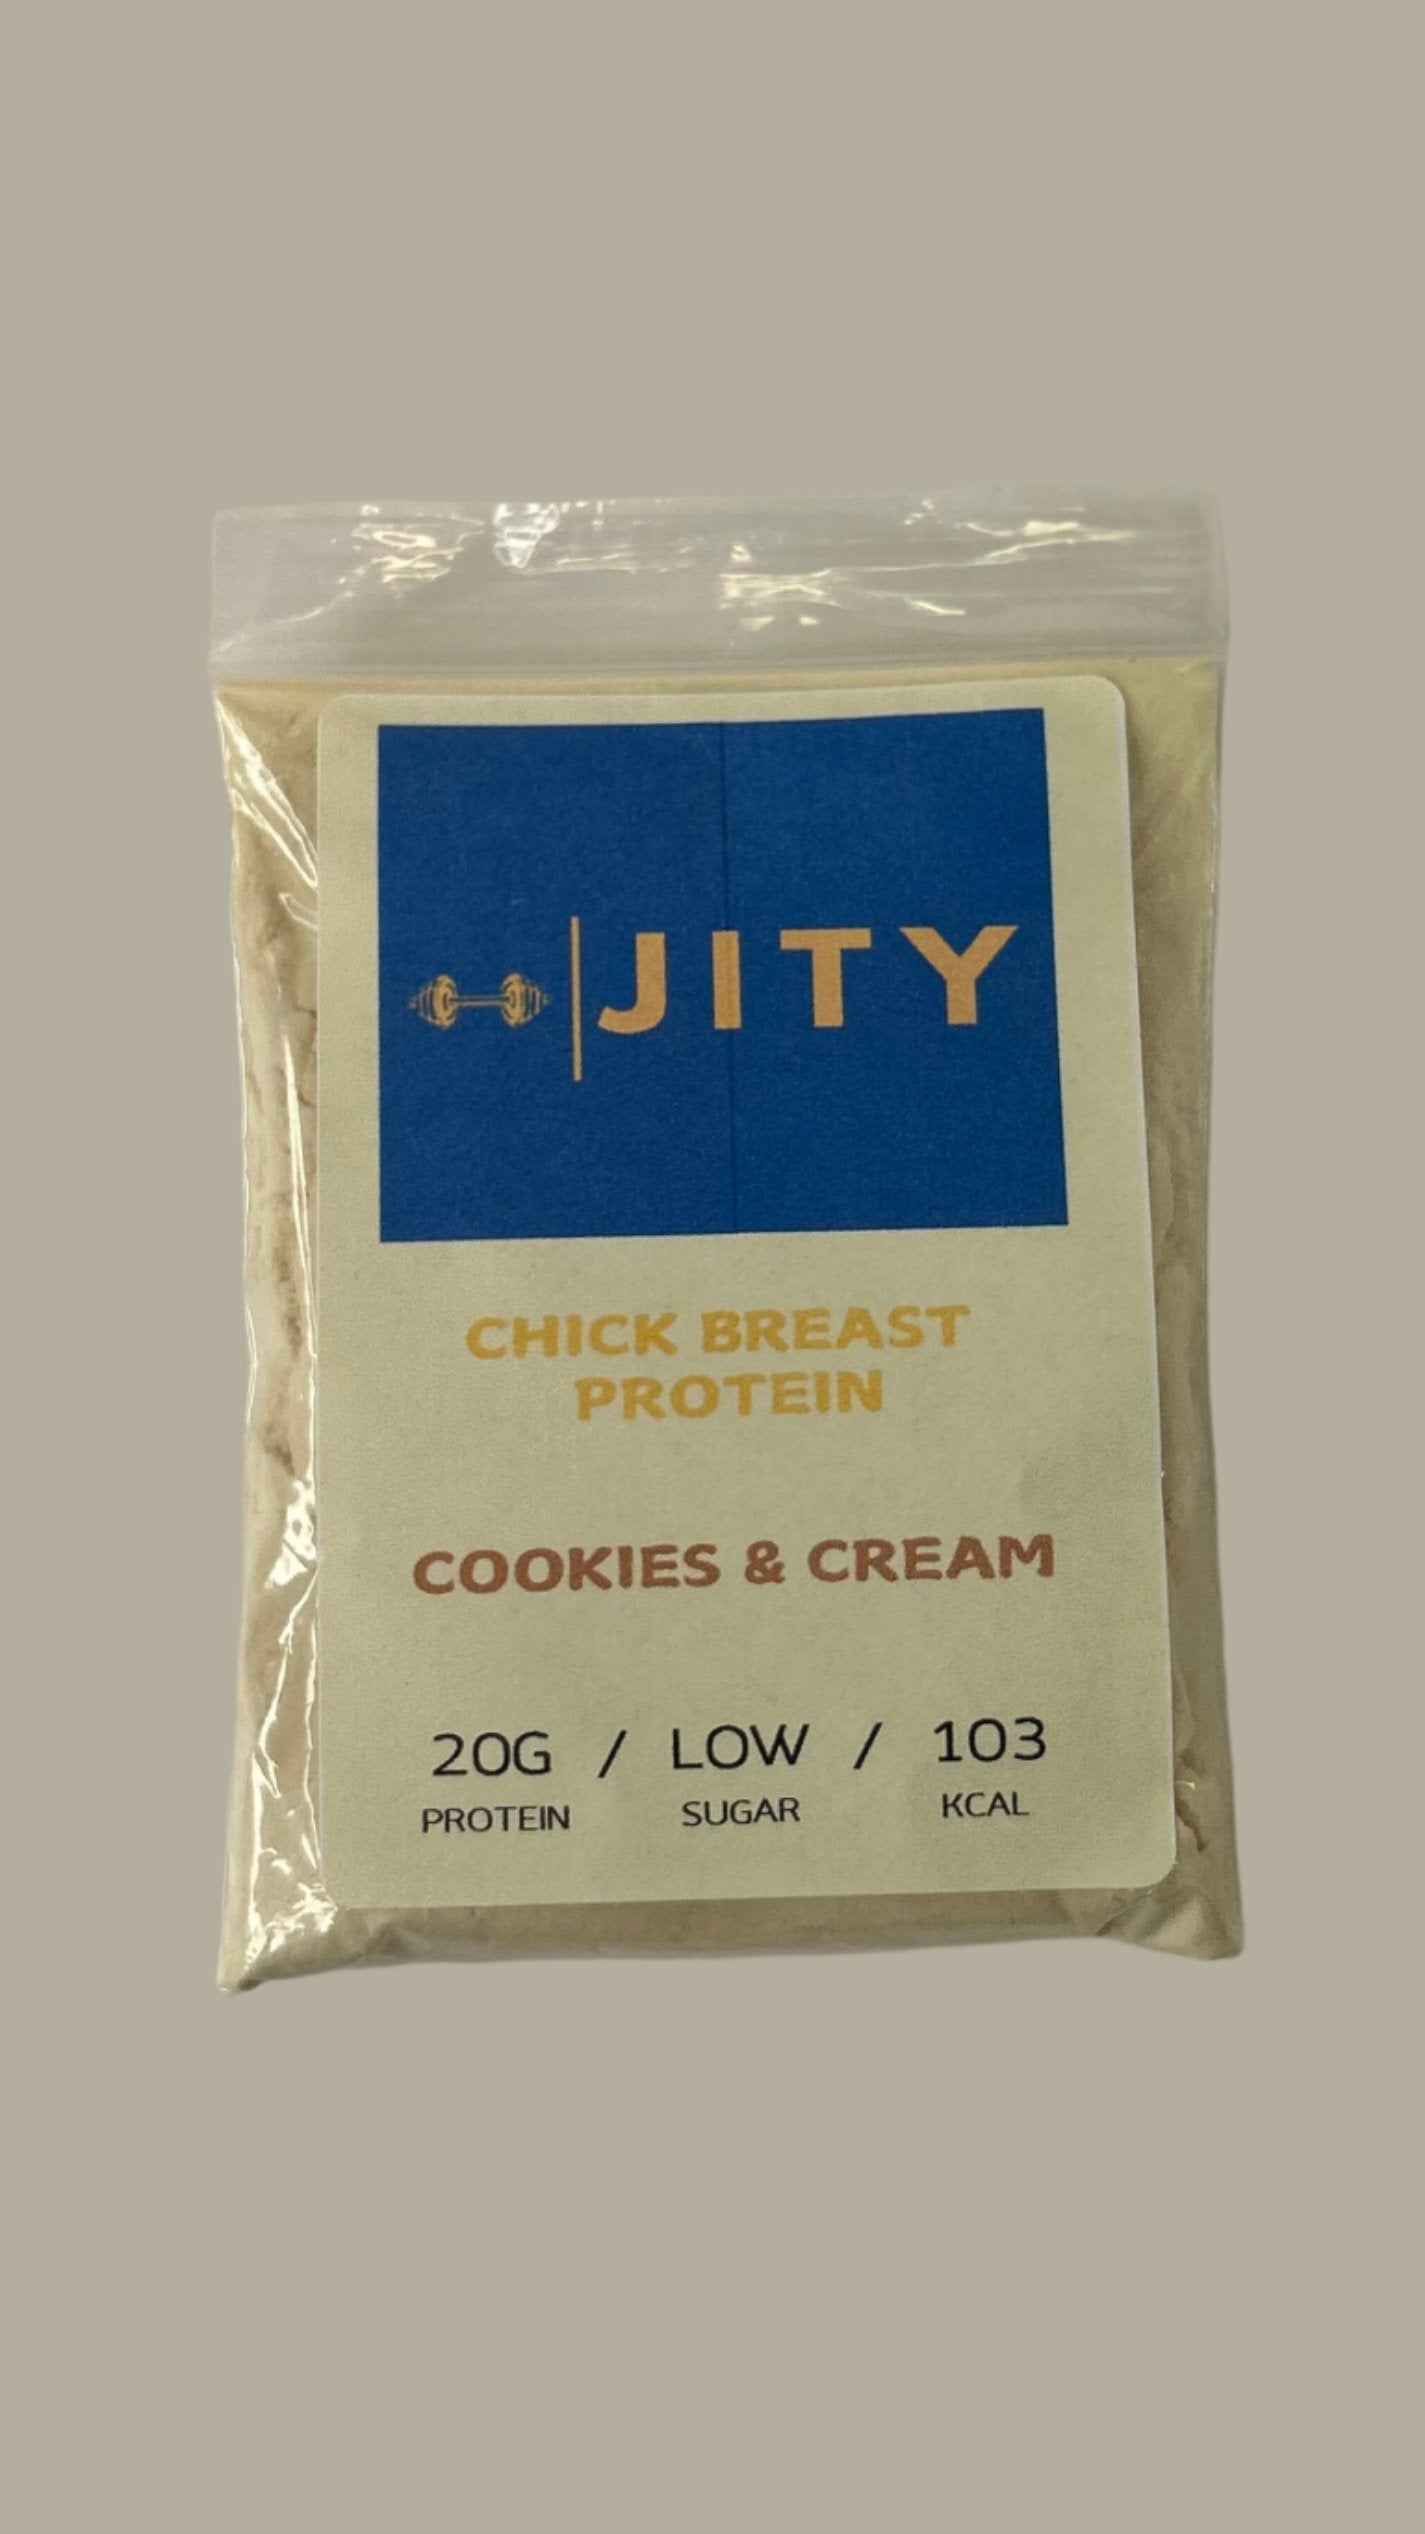 JITY
CHICK BREAST
PROTEIN
COOKIES & CREAM
20G / LOW / 103
PROTEIN SUGAR KCAL